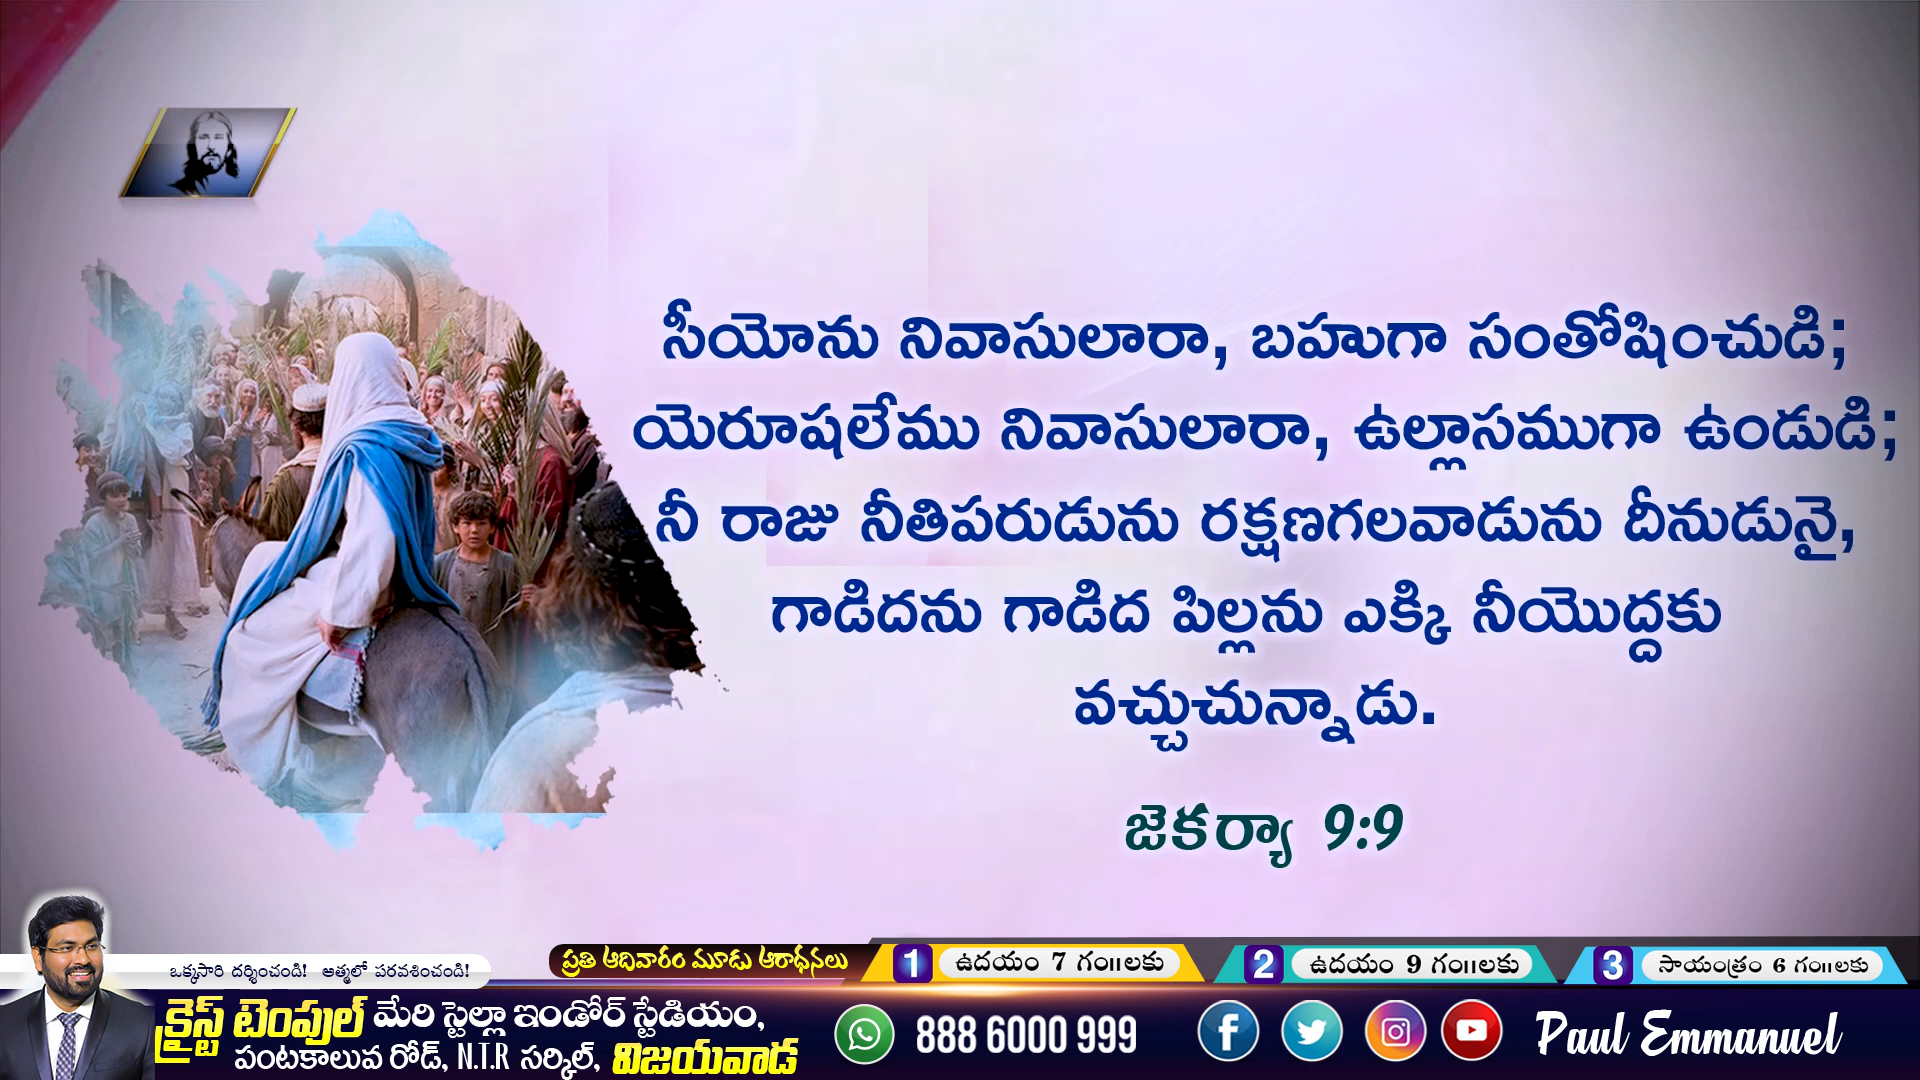 సీయోను నివాసులారా, బహుగా సంతోషించుడి;
యెరూషలేము నివాసులారా, ఉల్లాసముగా ఉండుడి;
నీ రాజు నీతిపరుడును రక్షణగలవాడును దీనుడునై,
గాడిదను గాడిద పిల్లను ఎక్కి నీయొద్దకు
వచ్చుచున్నాడు.
జెకర్యా 9:9
ప్రతి ఆదివారం మూడు ఆరాధనలు 1 ఉదయం 7 గం॥లకు 2 ఉదయం 9 గం॥లకు 3 సాయంత్రం 6 గం॥లకు
ఒక్కసారి దర్శించండి! ఆత్మలో పరవశించండి!
క్రైస్ట్ టెంపుల్ మేరి స్టెల్లా ఇండోర్ స్టేడియం,
పంటకాలువ రోడ్, N.T.R సర్కిల్, విజయవాడ
888 6000 999
Paul Emmanuel